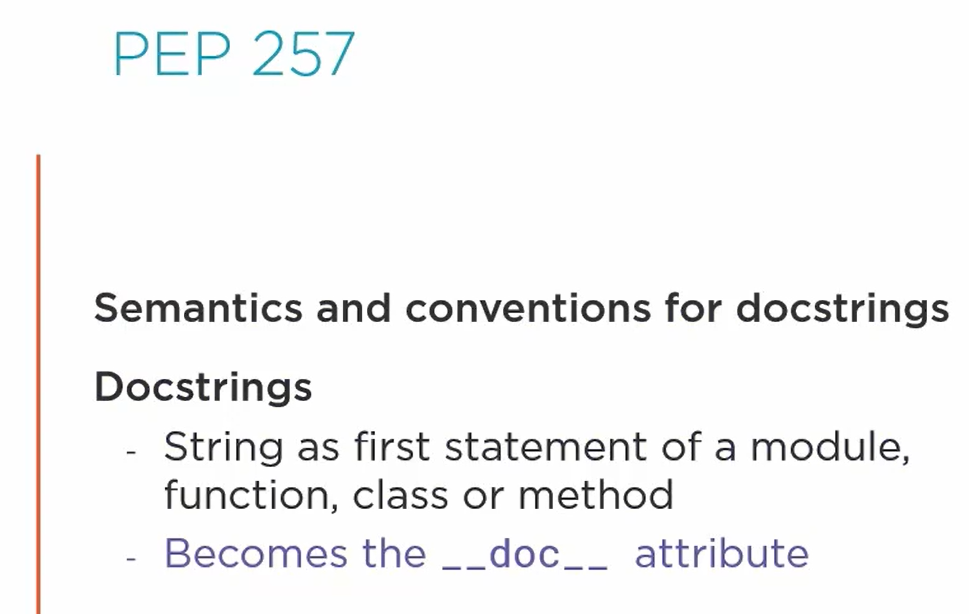 PEP 257
Semantics and conventions for docstrings
Docstrings
- String as first statement of a module,
function, class or method
- Becomes the __doc__ attribute